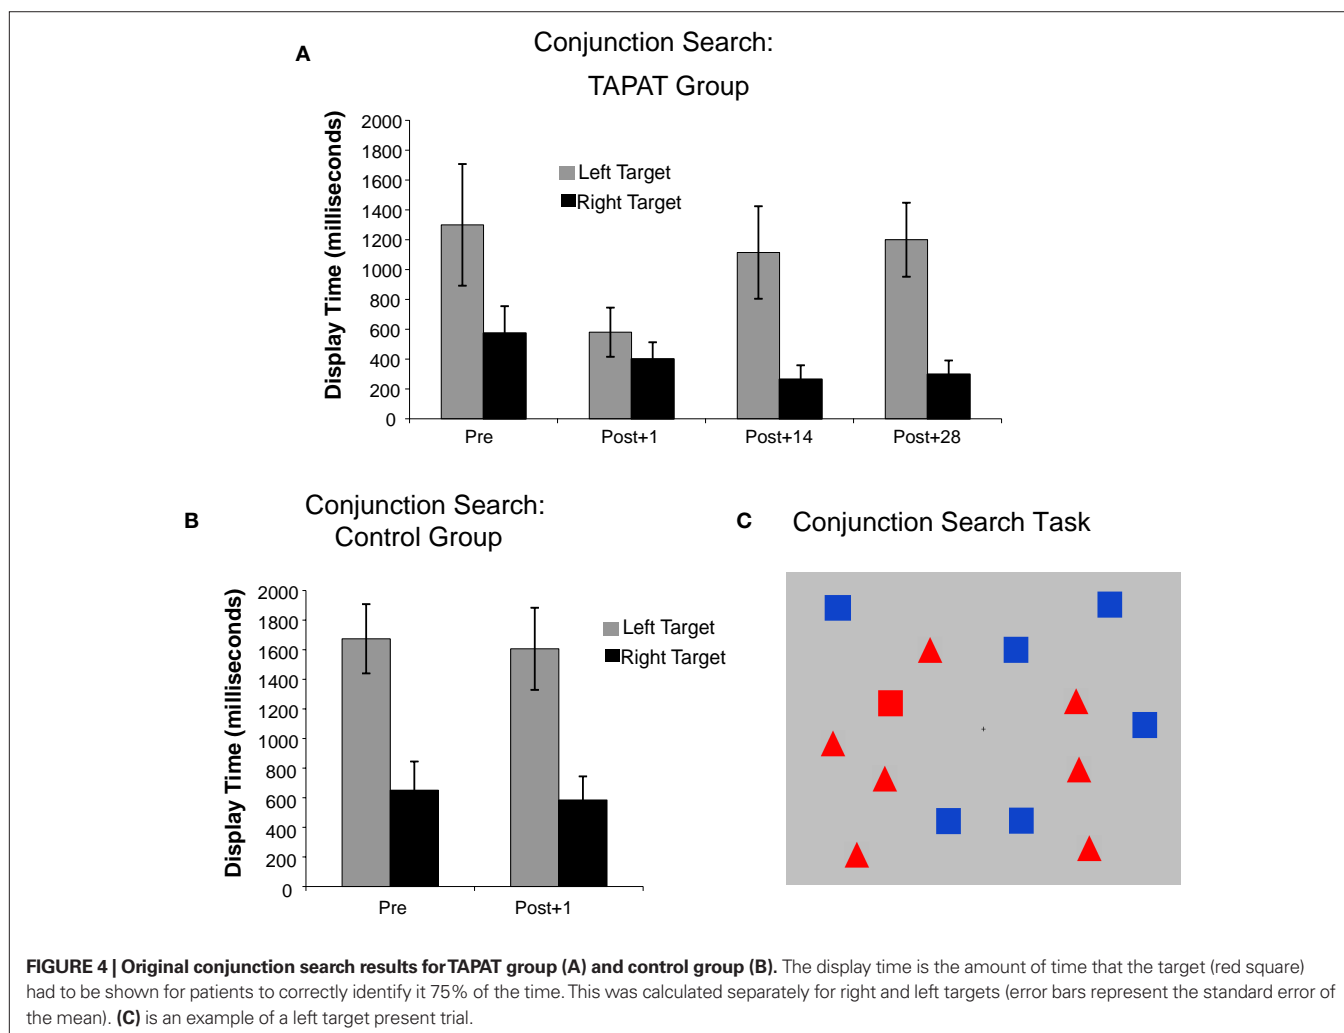 A
Conjunction Search:
TAPAT Group
Display Time (milliseconds)
2000
1800
1600
1400
1200
1000
800
600
400
200
0
Left Target
Right Target
Pre
Post+1
Post+14
Post+28
B
Conjunction Search:
Control Group
Display Time (milliseconds)
2000
1800
1600
1400
1200
1000
800
600
400
200
0
Left Target
Right Target
Pre
Post+1
C
Conjunction Search Task
FIGURE 4 | Original conjunction search results for TAPAT group (A) and control group (B). The display time is the amount of time that the target (red square)
had to be shown for patients to correctly identify it 75% of the time. This was calculated separately for right and left targets (error bars represent the standard error of
the mean). (C) is an example of a left target present trial.